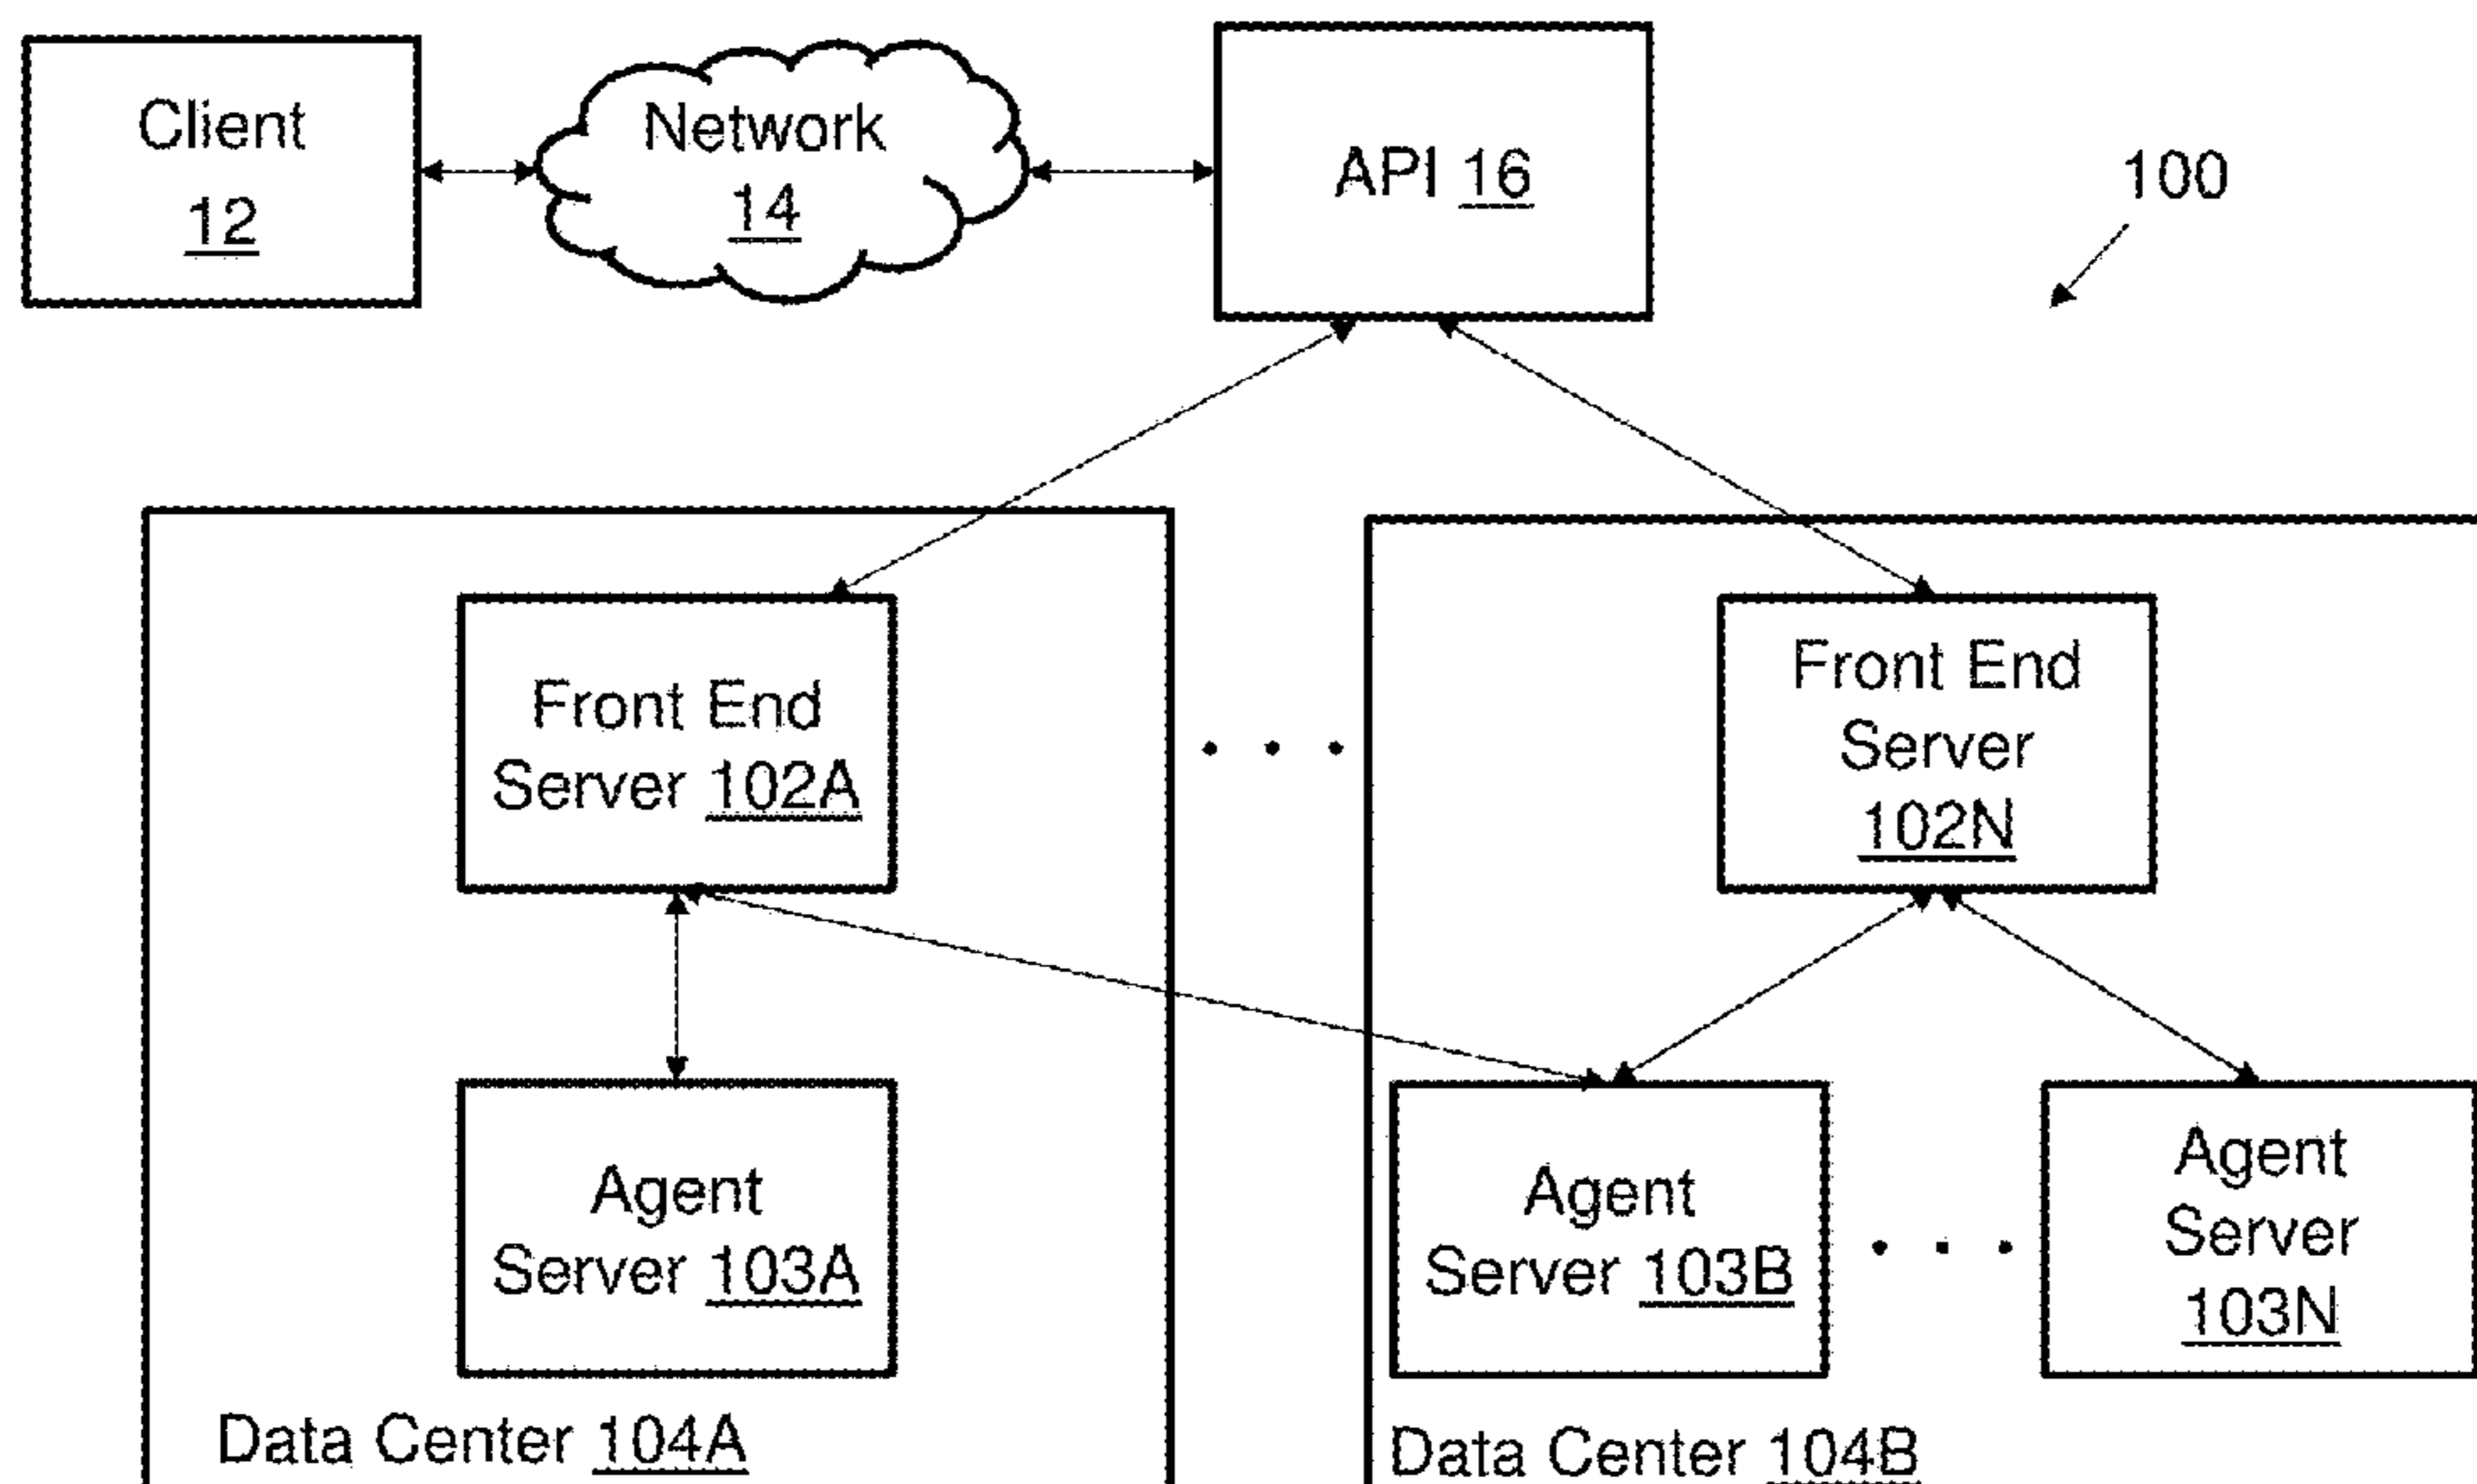 Client
12
Network
14
API 16
100
Front End
Server 102A
Front End
Server
102N
Agent
Server 103A
Agent
Server 103B
Agent
Server
103N
Data Center 104A
Data Center 104B